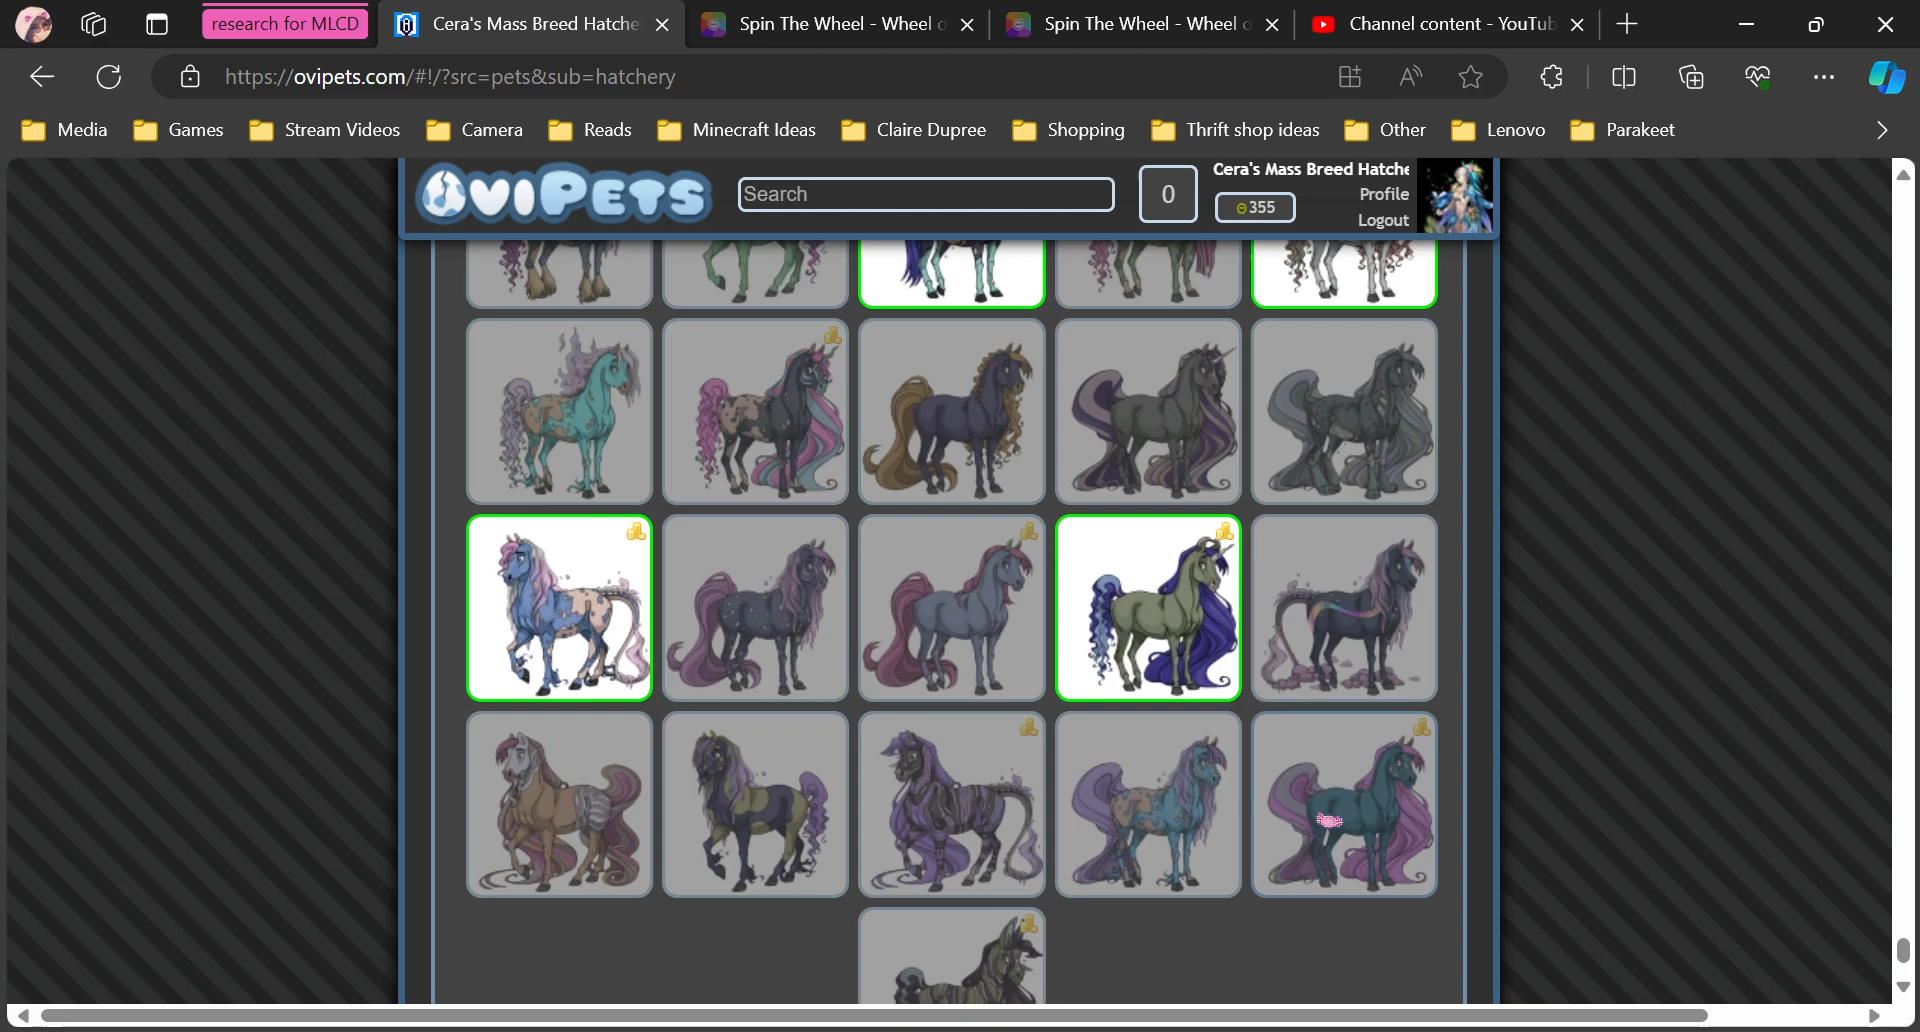 research for MLCD
Cera's Mass Breed Hatche
Spin The Wheel - Wheel o
Spin The Wheel - Wheel o
Channel content - YouTub
https://ovipets.com/#!/?src=pets&sub=hatchery
Media
Games
Stream Videos
Camera
Reads
Minecraft Ideas
Claire Dupree
Shopping
Thrift shop ideas
Other
Lenovo
Parakeet
OviPets
Search
0
Cera's Mass Breed Hatche
355
Profile
Logout